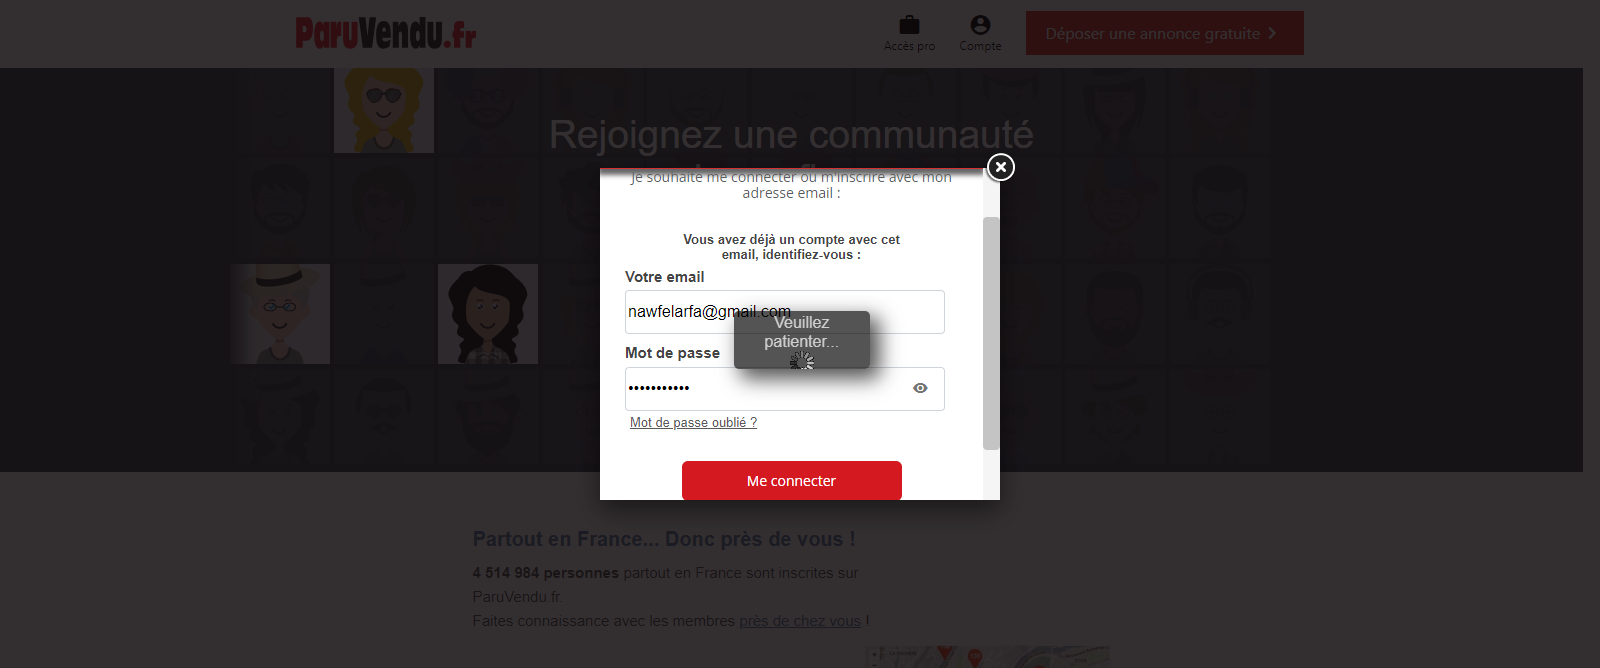 ParuVendu.fr
Accès pro
Compte
Déposer une annonce gratuite
Rejoignez une communauté
Je souhaite me connecter ou m'inscrire avec mon
adresse email :
Vous avez déjà un compte avec cet
email, identifiez-vous :
Votre email
nawfelarfa@gmail.com
Veuillez
patienter...
Mot de passe
•••••••••••
Mot de passe oublié ?
Me connecter
Partout en France... Donc près de vous !
4 514 984 personnes partout en France sont inscrites sur
ParuVendu.fr.
Faites connaissance avec les membres près de chez vous !